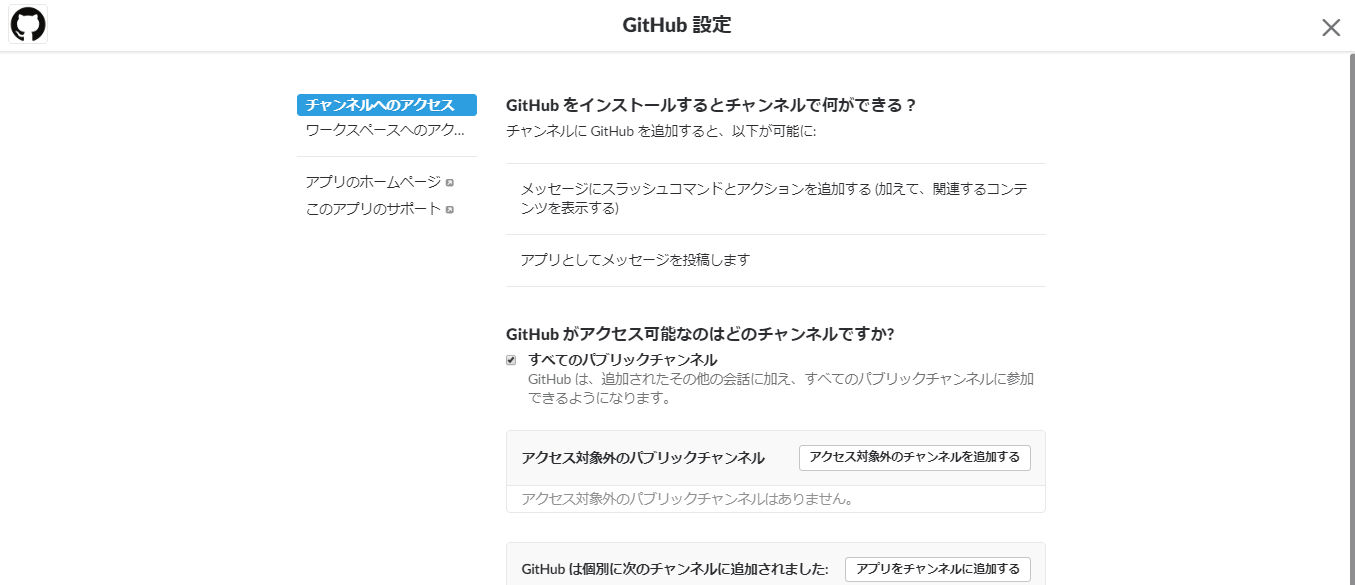 GitHub 設定
チャンネルへのアクセス
ワークスペースへのアク...
アプリのホームページ
このアプリのサポート
GitHub をインストールするとチャンネルで何ができる？
チャンネルに GitHub を追加すると、以下が可能に:
メッセージにスラッシュコマンドとアクションを追加する (加えて、関連するコンテ
ンツを表示する)
アプリとしてメッセージを投稿します
GitHub がアクセス可能なのはどのチャンネルですか?
すべてのパブリックチャンネル
GitHub は、追加されたその他の会話に加え、すべてのパブリックチャンネルに参加
できるようになります。
アクセス対象外のパブリックチャンネル
アクセス対象外のチャンネルを追加する
アクセス対象外のパブリックチャンネルはありません。
GitHub は個別に次のチャンネルに追加されました:
アプリをチャンネルに追加する